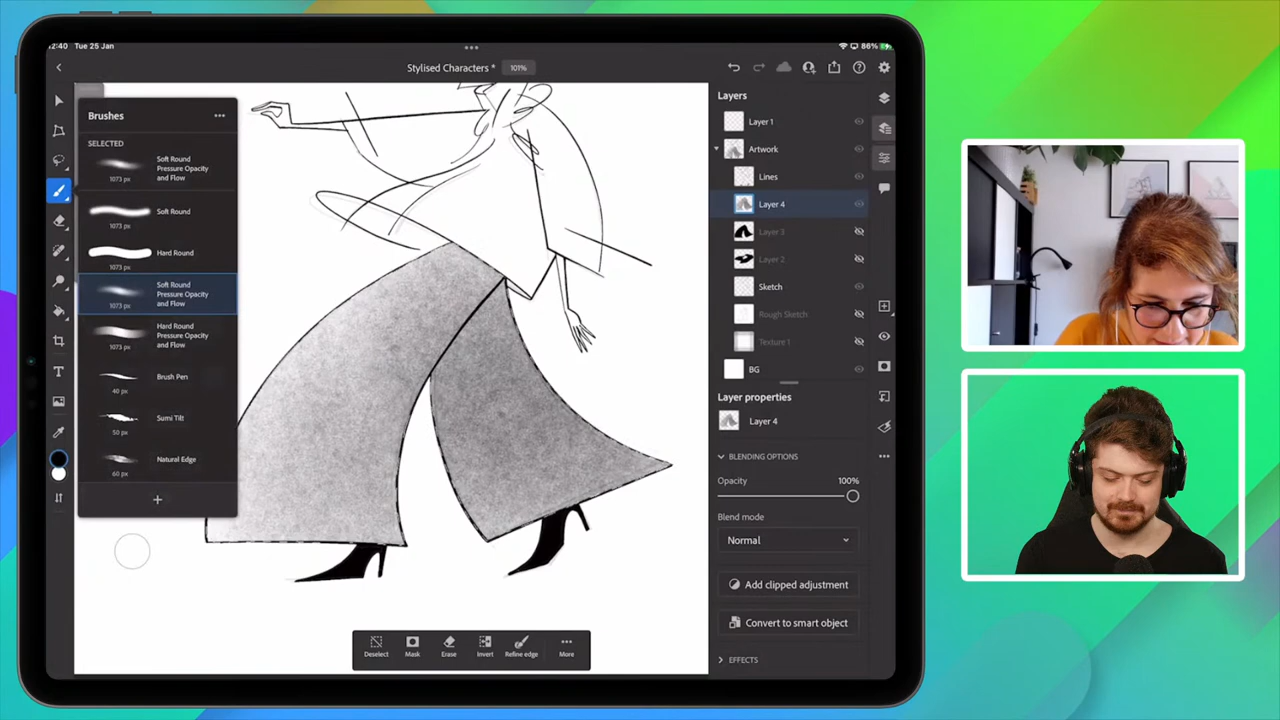 12:40 Tue 25 Jan
86%
Stylised Characters * 101%
Brushes
SELECTED
Soft Round
Pressure Opacity
and Flow
1073 px
Soft Round
1073 px
Hard Round
1073 px
Soft Round
Pressure Opacity
and Flow
1073 px
Hard Round
Pressure Opacity
and Flow
1073 px
Brush Pen
40 px
Sumi Tilt
50 px
Natural Edge
60 px
Layers
Layer 1
Artwork
Lines
Layer 4
Layer 3
Layer 2
Sketch
Rough Sketch
Texture 1
BG
Layer properties
Layer 4
BLENDING OPTIONS
Opacity 100%
Blend mode
Normal
Add clipped adjustment
Convert to smart object
EFFECTS
Deselect Mask Erase Invert Refine edge More